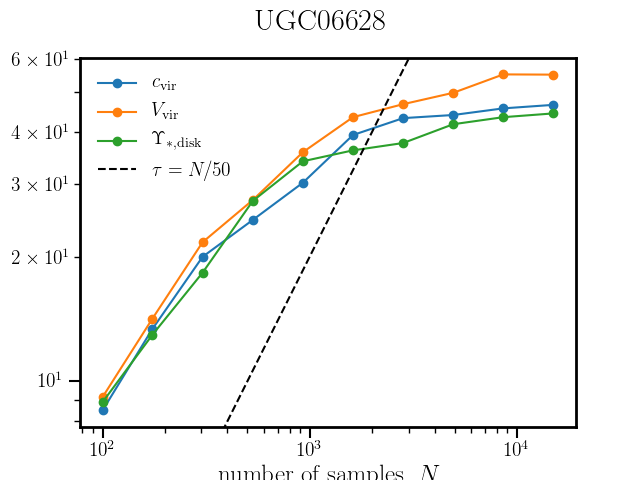 UGC06628
6 × 10¹
4 × 10¹
3 × 10¹
2 × 10¹
10¹
c_vir
V_vir
Υ_{*,disk}
τ = N/50
10² 10³ 10⁴
number of samples, N